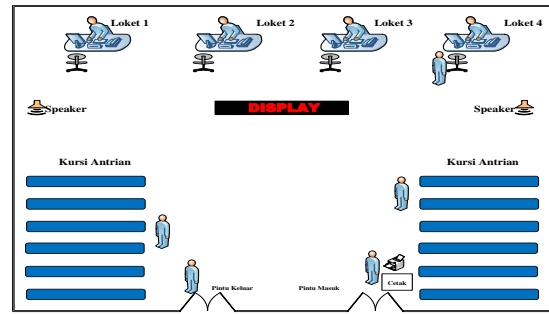 Loket 1
Loket 2
Loket 3
Loket 4
Speaker
DISPLAY
Speaker
Kursi Antrian
Kursi Antrian
Pintu Keluar
Pintu Masuk
Cetak